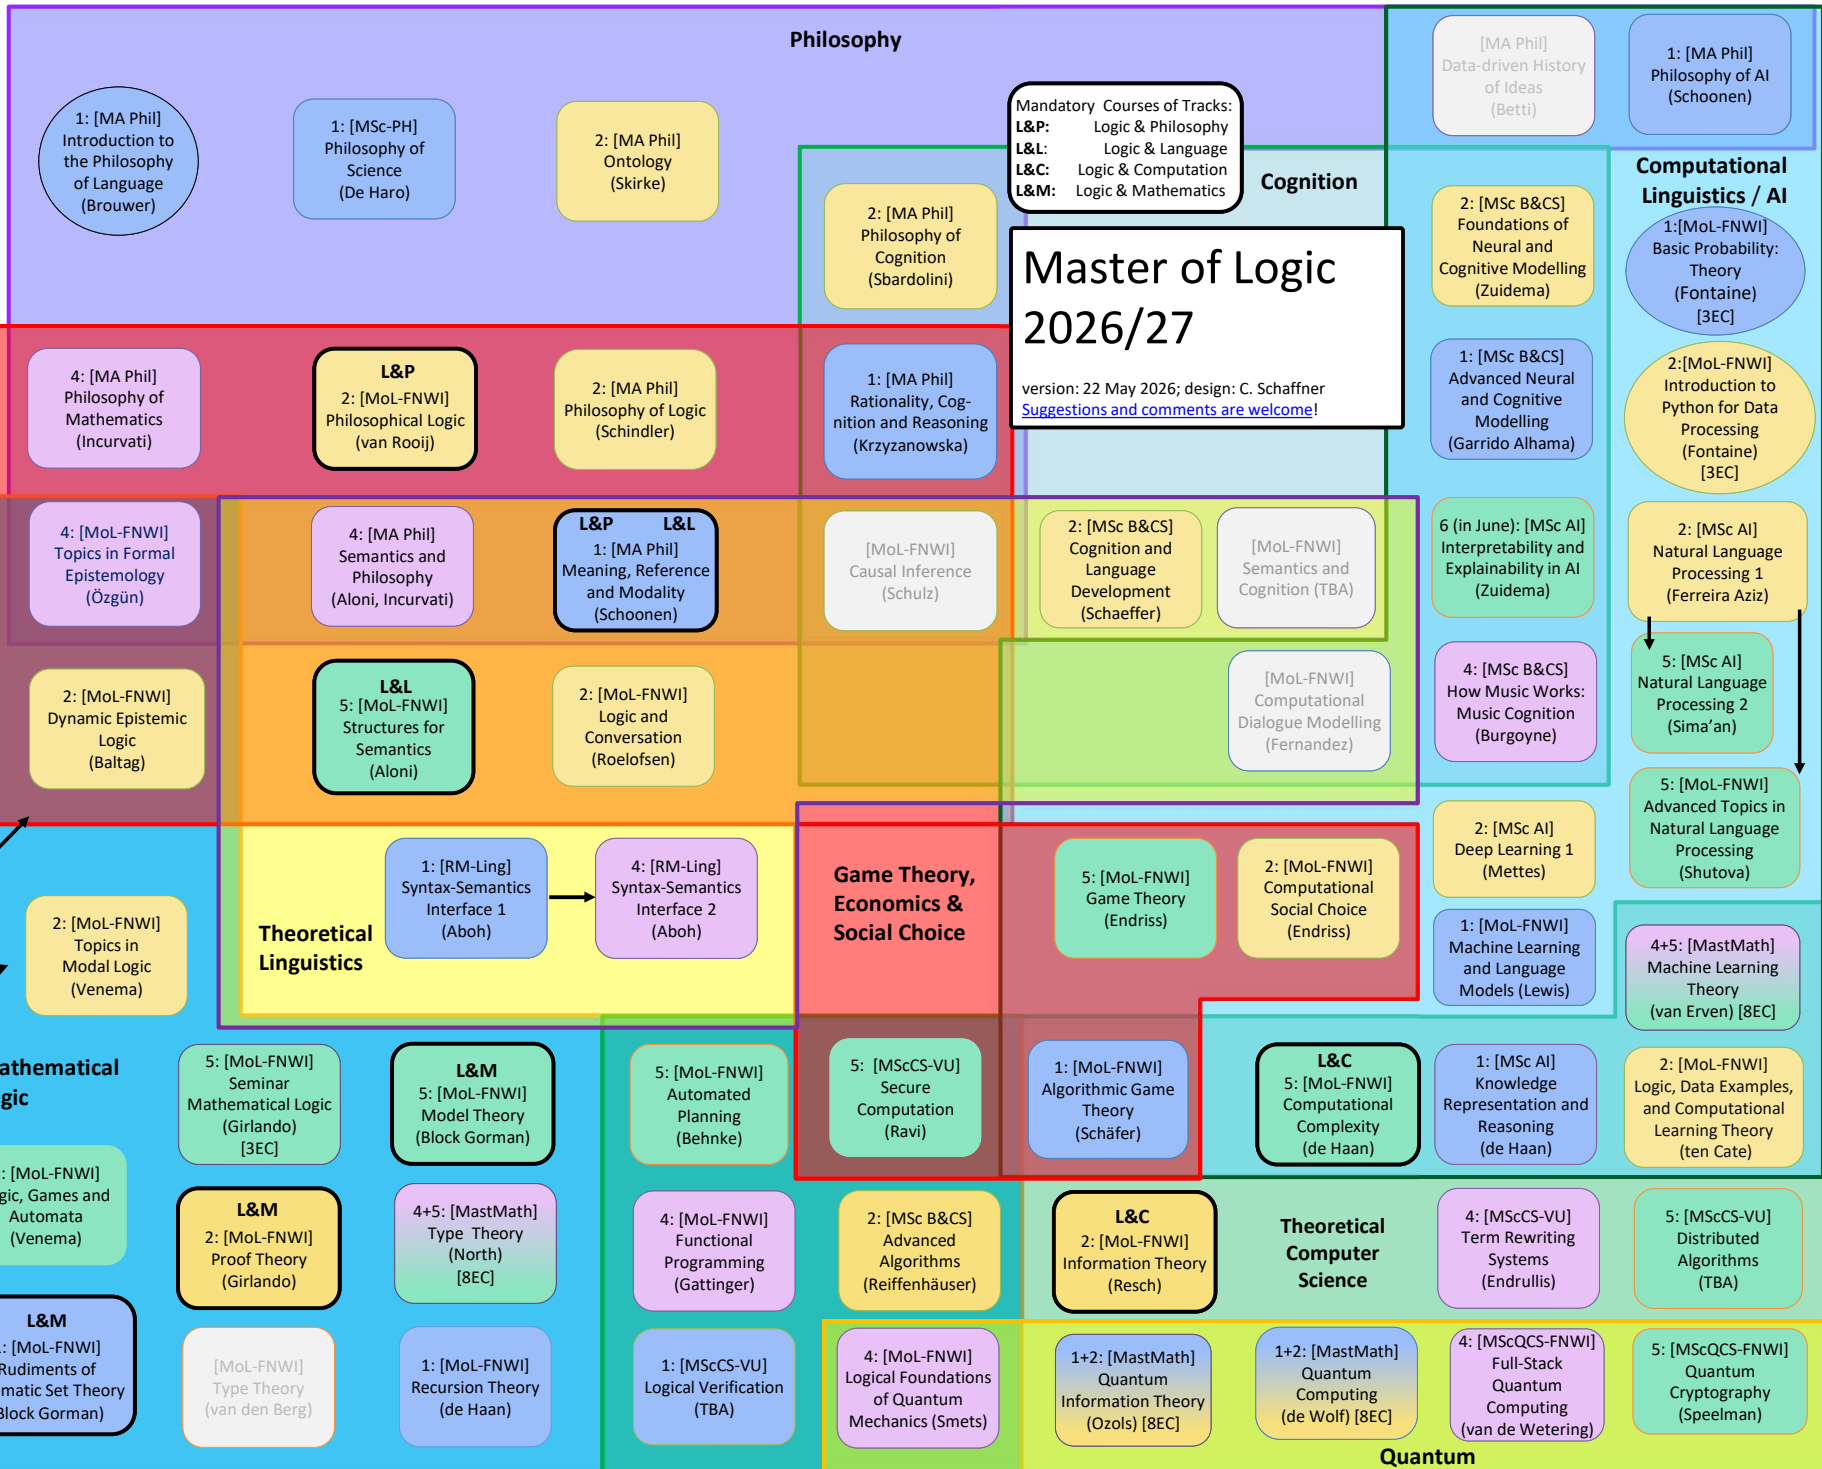 Philosophy
1: [MA Phil]
Introduction to
the Philosophy
of Language
(Brouwer)
1: [MSc-PH]
Philosophy of
Science
(De Haro)
2: [MA Phil]
Ontology
(Skirke)
Mandatory Courses of Tracks:
L&P: Logic & Philosophy
L&L: Logic & Language
L&C: Logic & Computation
L&M: Logic & Mathematics
[MA Phil]
Data-driven History
of Ideas
(Betti)
1: [MA Phil]
Philosophy of AI
(Schoonen)
2: [MA Phil]
Philosophy of
Cognition
(Sbardolini)
Cognition
Computational
Linguistics / AI
Master of Logic
2026/27
version: 22 May 2026; design: C. Schaffner
Suggestions and comments are welcome!
2: [MSc B&CS]
Foundations of
Neural and
Cognitive Modelling
(Zuidema)
1:[MoL-FNWI]
Basic Probability:
Theory
(Fontaine)
[3EC]
4: [MA Phil]
Philosophy of
Mathematics
(Incurvati)
L&P
2: [MoL-FNWI]
Philosophical Logic
(van Rooij)
2: [MA Phil]
Philosophy of Logic
(Schindler)
1: [MA Phil]
Rationality, Cog-
nition and Reasoning
(Krzyzanowska)
1: [MSc B&CS]
Advanced Neural
and Cognitive
Modelling
(Garrido Alhama)
2:[MoL-FNWI]
Introduction to
Python for Data
Processing
(Fontaine)
[3EC]
4: [MoL-FNWI]
Topics in Formal
Epistemology
(Özgün)
4: [MA Phil]
Semantics and
Philosophy
(Aloni, Incurvati)
L&P L&L
1: [MA Phil]
Meaning, Reference
and Modality
(Schoonen)
[MoL-FNWI]
Causal Inference
(Schulz)
2: [MSc B&CS]
Cognition and
Language
Development
(Schaeffer)
[MoL-FNWI]
Semantics and
Cognition (TBA)
6 (in June): [MSc AI]
Interpretability and
Explainability in AI
(Zuidema)
2: [MSc AI]
Natural Language
Processing 1
(Ferreira Aziz)
2: [MoL-FNWI]
Dynamic Epistemic
Logic
(Baltag)
L&L
5: [MoL-FNWI]
Structures for
Semantics
(Aloni)
2: [MoL-FNWI]
Logic and
Conversation
(Roelofsen)
[MoL-FNWI]
Computational
Dialogue Modelling
(Fernandez)
4: [MSc B&CS]
How Music Works:
Music Cognition
(Burgoyne)
5: [MSc AI]
Natural Language
Processing 2
(Sima’an)
5: [MoL-FNWI]
Advanced Topics in
Natural Language
Processing
(Shutova)
2: [MoL-FNWI]
Topics in
Modal Logic
(Venema)
Theoretical
Linguistics
1: [RM-Ling]
Syntax-Semantics
Interface 1
(Aboh)
4: [RM-Ling]
Syntax-Semantics
Interface 2
(Aboh)
Game Theory,
Economics &
Social Choice
5: [MoL-FNWI]
Game Theory
(Endriss)
2: [MoL-FNWI]
Computational
Social Choice
(Endriss)
2: [MSc AI]
Deep Learning 1
(Mettes)
1: [MoL-FNWI]
Machine Learning
and Language
Models (Lewis)
4+5: [MastMath]
Machine Learning
Theory
(van Erven) [8EC]
athematical
gic
5: [MoL-FNWI]
Seminar
Mathematical Logic
(Girlando)
[3EC]
L&M
5: [MoL-FNWI]
Model Theory
(Block Gorman)
5: [MoL-FNWI]
Automated
Planning
(Behnke)
5: [MScCS-VU]
Secure
Computation
(Ravi)
1: [MoL-FNWI]
Algorithmic Game
Theory
(Schäfer)
L&C
5: [MoL-FNWI]
Computational
Complexity
(de Haan)
1: [MSc AI]
Knowledge
Representation and
Reasoning
(de Haan)
2: [MoL-FNWI]
Logic, Data Examples,
and Computational
Learning Theory
(ten Cate)
: [MoL-FNWI]
gic, Games and
Automata
(Venema)
L&M
2: [MoL-FNWI]
Proof Theory
(Girlando)
4+5: [MastMath]
Type Theory
(North)
[8EC]
4: [MoL-FNWI]
Functional
Programming
(Gattinger)
2: [MSc B&CS]
Advanced
Algorithms
(Reiffenhäuser)
L&C
2: [MoL-FNWI]
Information Theory
(Resch)
Theoretical
Computer
Science
4: [MScCS-VU]
Term Rewriting
Systems
(Endrullis)
5: [MScCS-VU]
Distributed
Algorithms
(TBA)
L&M
1: [MoL-FNWI]
Rudiments of
matic Set Theory
Block Gorman)
[MoL-FNWI]
Type Theory
(van den Berg)
1: [MoL-FNWI]
Recursion Theory
(de Haan)
1: [MScCS-VU]
Logical Verification
(TBA)
4: [MoL-FNWI]
Logical Foundations
of Quantum
Mechanics (Smets)
1+2: [MastMath]
Quantum
Information Theory
(Ozols) [8EC]
1+2: [MastMath]
Quantum
Computing
(de Wolf) [8EC]
4: [MScQCS-FNWI]
Full-Stack
Quantum
Computing
(van de Wetering)
5: [MScQCS-FNWI]
Quantum
Cryptography
(Speelman)
Quantum